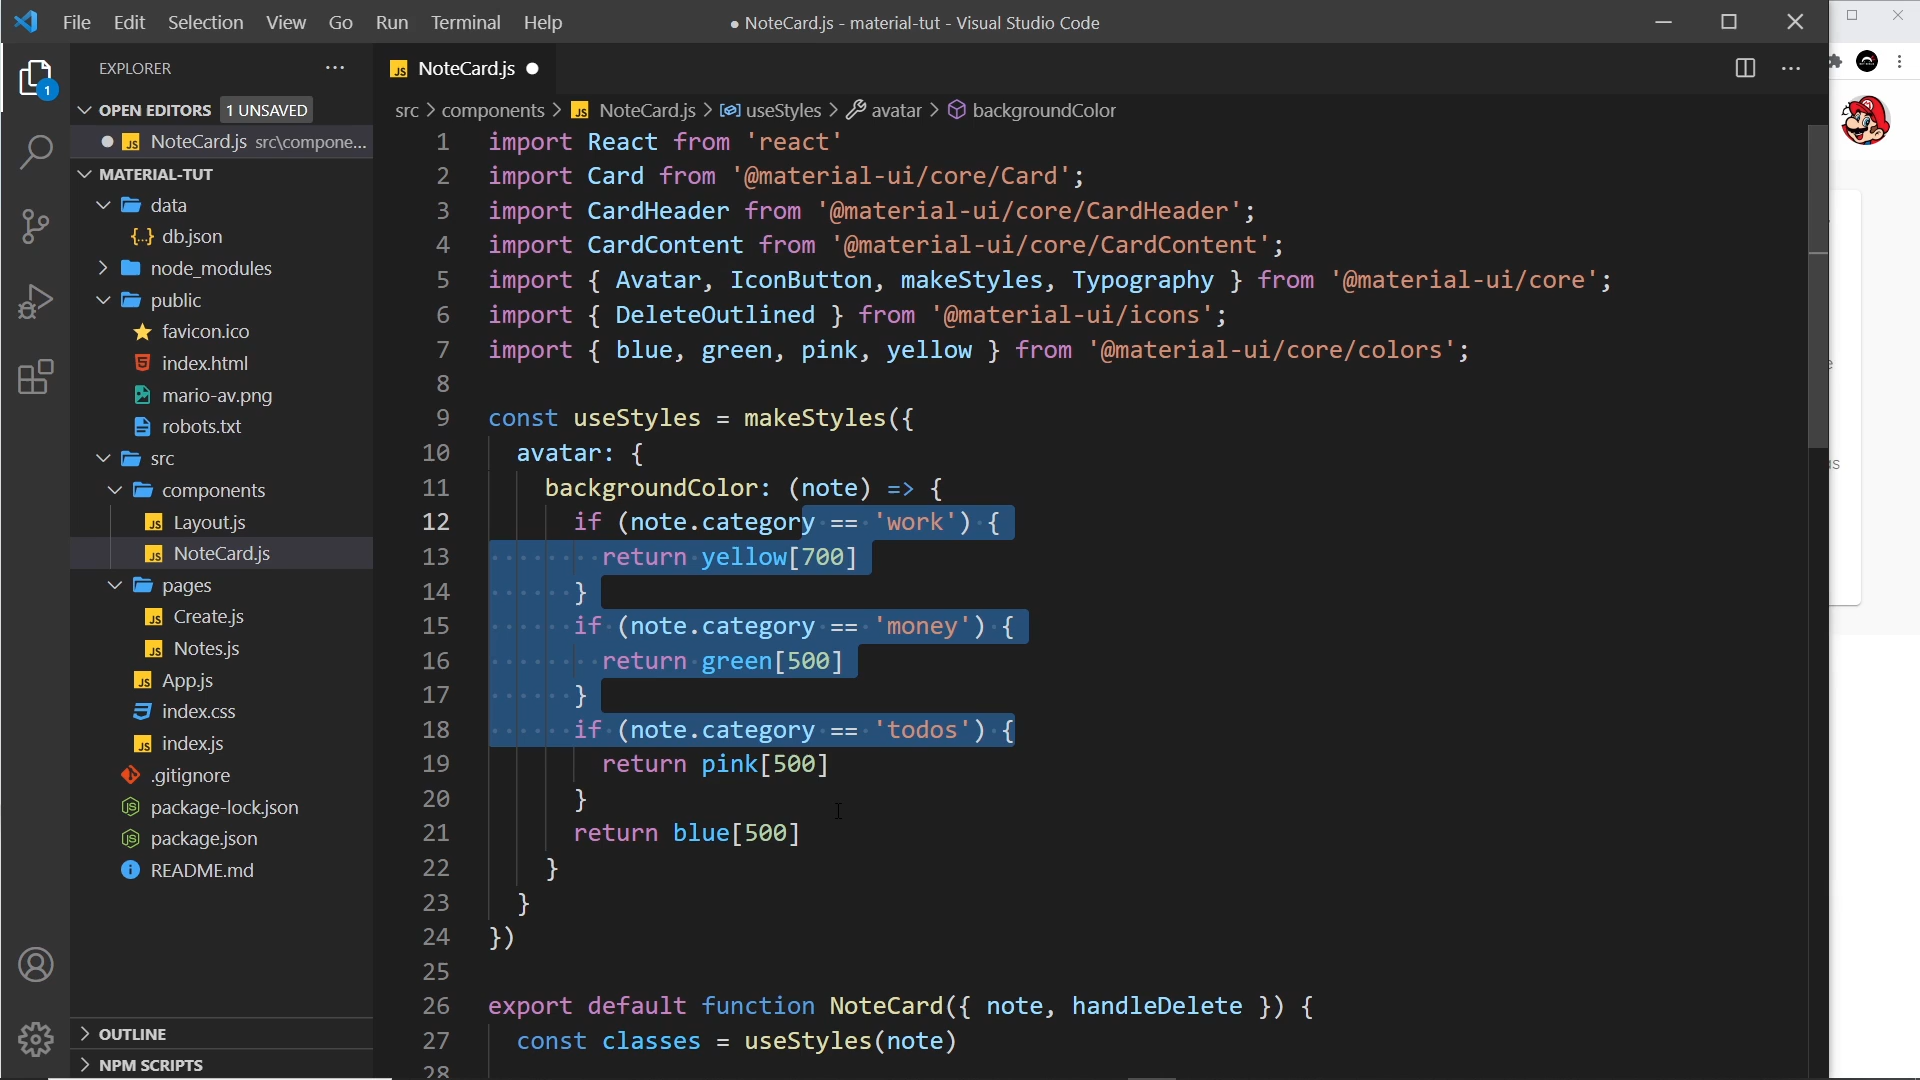 File Edit Selection View Go Run Terminal Help
● NoteCard.js - material-tut - Visual Studio Code
EXPLORER
OPEN EDITORS 1 UNSAVED
NoteCard.js src\compone...
MATERIAL-TUT
data
{..} db.json
node_modules
public
favicon.ico
index.html
mario-av.png
robots.txt
src
components
JS Layout.js
JS NoteCard.js
pages
JS Create.js
JS Notes.js
JS App.js
index.css
JS index.js
.gitignore
package-lock.json
package.json
README.md
OUTLINE
NPM SCRIPTS
1
JS NoteCard.js ●
src > components > JS NoteCard.js > useStyles > avatar > backgroundColor
1 import React from 'react'
2 import Card from '@material-ui/core/Card';
3 import CardHeader from '@material-ui/core/CardHeader';
4 import CardContent from '@material-ui/core/CardContent';
5 import { Avatar, IconButton, makeStyles, Typography } from '@material-ui/core';
6 import { DeleteOutlined } from '@material-ui/icons';
7 import { blue, green, pink, yellow } from '@material-ui/core/colors';
8
9 const useStyles = makeStyles({
10 avatar: {
11 backgroundColor: (note) => {
12 if (note.category == 'work') {
13 return yellow[700]
14 }
15 if (note.category == 'money') {
16 return green[500]
17 }
18 if (note.category == 'todos') {
19 return pink[500]
20 }
21 return blue[500]
22 }
23 }
24 })
25
26 export default function NoteCard({ note, handleDelete }) {
27 const classes = useStyles(note)
28